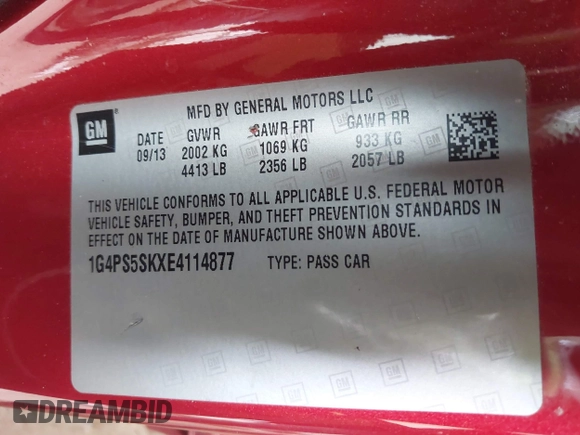 GM
MFD BY GENERAL MOTORS LLC
DATE GVWR GAWR FRT GAWR RR
09/13 2002 KG 1069 KG 933 KG
4413 LB 2356 LB 2057 LB
THIS VEHICLE CONFORMS TO ALL APPLICABLE U.S. FEDERAL MOTOR
VEHICLE SAFETY, BUMPER, AND THEFT PREVENTION STANDARDS IN
EFFECT ON THE DATE OF MANUFACTURE SHOWN ABOVE.
1G4PS5SKXE4114877 TYPE: PASS CAR
DREAMBID